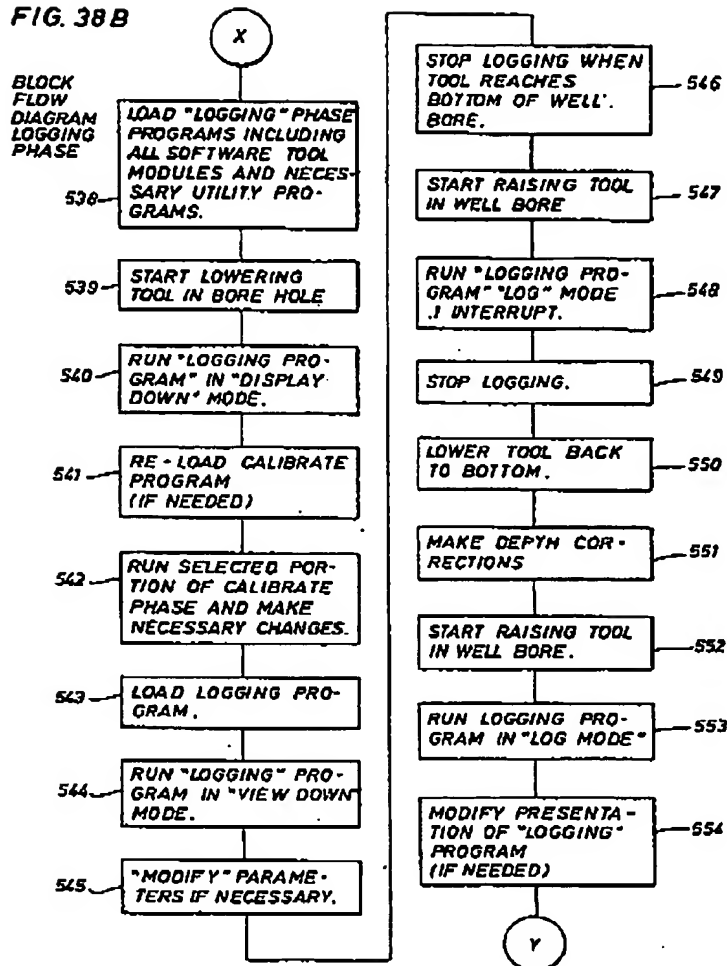 FIG. 38B
X
BLOCK
FLOW
DIAGRAM
LOGGING
PHASE
LOAD "LOGGING" PHASE
PROGRAMS INCLUDING
ALL SOFTWARE TOOL
MODULES AND NECES-
SARY UTILITY PRO-
GRAMS.
538
START LOWERING
TOOL IN BORE HOLE
539
RUN "LOGGING PRO-
GRAM" IN "DISPLAY
DOWN" MODE.
540
RE-LOAD CALIBRATE
PROGRAM
(IF NEEDED)
541
RUN SELECTED POR-
TION OF CALIBRATE
PHASE AND MAKE
NECESSARY CHANGES.
542
LOAD LOGGING PRO-
GRAM.
543
RUN "LOGGING" PRO-
GRAM IN "VIEW DOWN"
MODE.
544
"MODIFY" PARAME-
TERS IF NECESSARY.
545
STOP LOGGING WHEN
TOOL REACHES
BOTTOM OF WELL.
BORE.
546
START RAISING TOOL
IN WELL BORE
547
RUN "LOGGING PRO-
GRAM" "LOG" MODE
.1 INTERRUPT.
548
STOP LOGGING.
549
LOWER TOOL BACK
TO BOTTOM.
550
MAKE DEPTH COR-
RECTIONS
551
START RAISING TOOL
IN WELL BORE.
552
RUN LOGGING PRO-
GRAM IN "LOG MODE"
553
MODIFY PRESENTA-
TION OF "LOGGING"
PROGRAM
(IF NEEDED)
554
Y